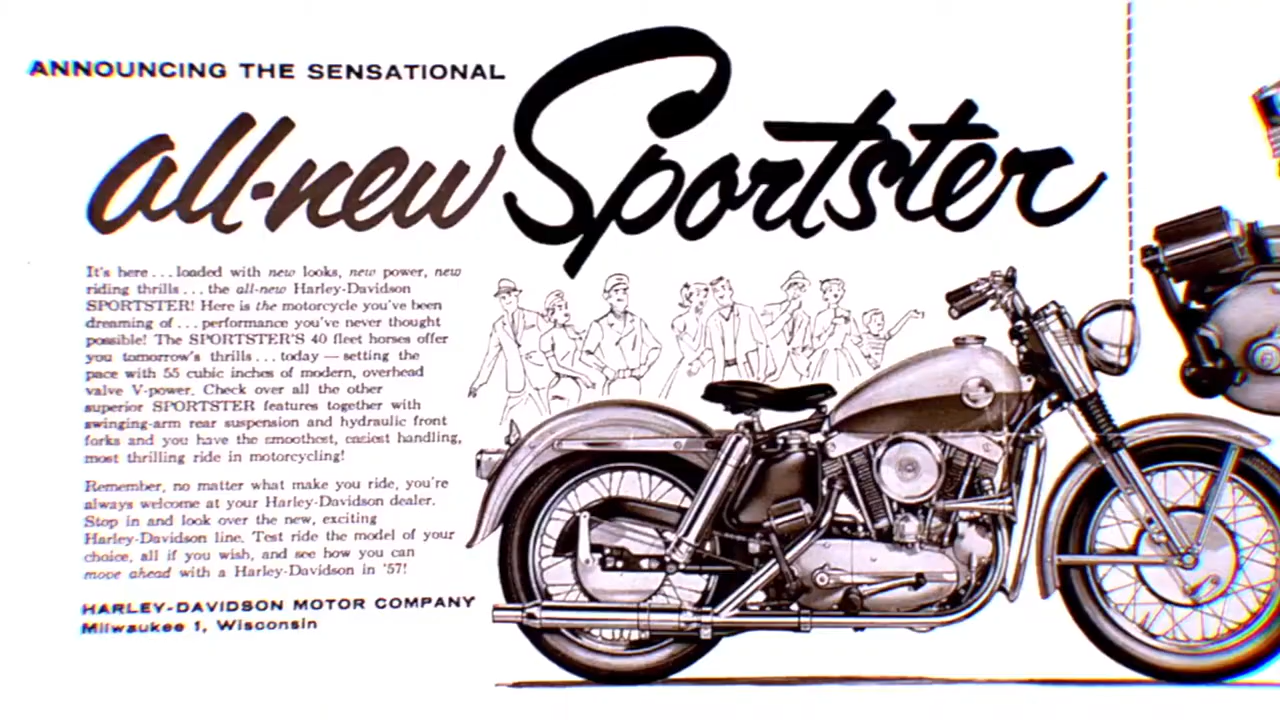 ANNOUNCING THE SENSATIONAL
all-new Sportster
It's here . . . loaded with new looks, new power, new
riding thrills . . . the all-new Harley-Davidson
SPORTSTER! Here is the motorcycle you've been
dreaming of . . . performance you've never thought
possible! The SPORTSTER'S 40 fleet horses offer
you tomorrow's thrills . . . today — setting the
pace with 55 cubic inches of modern, overhead
valve V-power. Check over all the other
superior SPORTSTER features together with
swinging-arm rear suspension and hydraulic front
forks and you have the smoothest, easiest handling,
most thrilling ride in motorcycling!
Remember, no matter what make you ride, you're
always welcome at your Harley-Davidson dealer.
Stop in and look over the new, exciting
Harley-Davidson line. Test ride the model of your
choice, all if you wish, and see how you can
move ahead with a Harley-Davidson in '57!
HARLEY-DAVIDSON MOTOR COMPANY
Milwaukee 1, Wisconsin